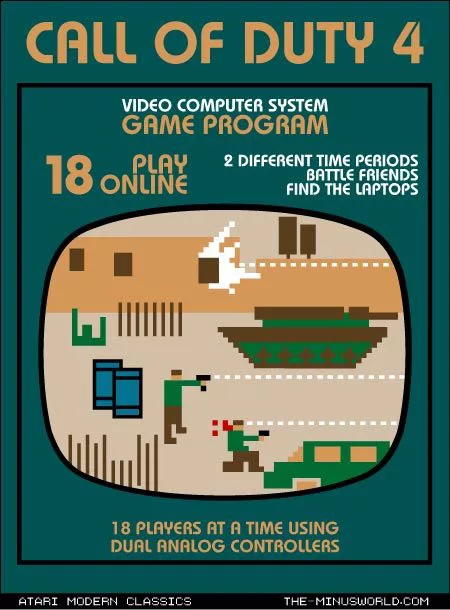 CALL OF DUTY 4
VIDEO COMPUTER SYSTEM
GAME PROGRAM
18 PLAY ONLINE
2 DIFFERENT TIME PERIODS
BATTLE FRIENDS
FIND THE LAPTOPS
18 PLAYERS AT A TIME USING
DUAL ANALOG CONTROLLERS
ATARI MODERN CLASSICS
THE-MINUSWORLD.COM